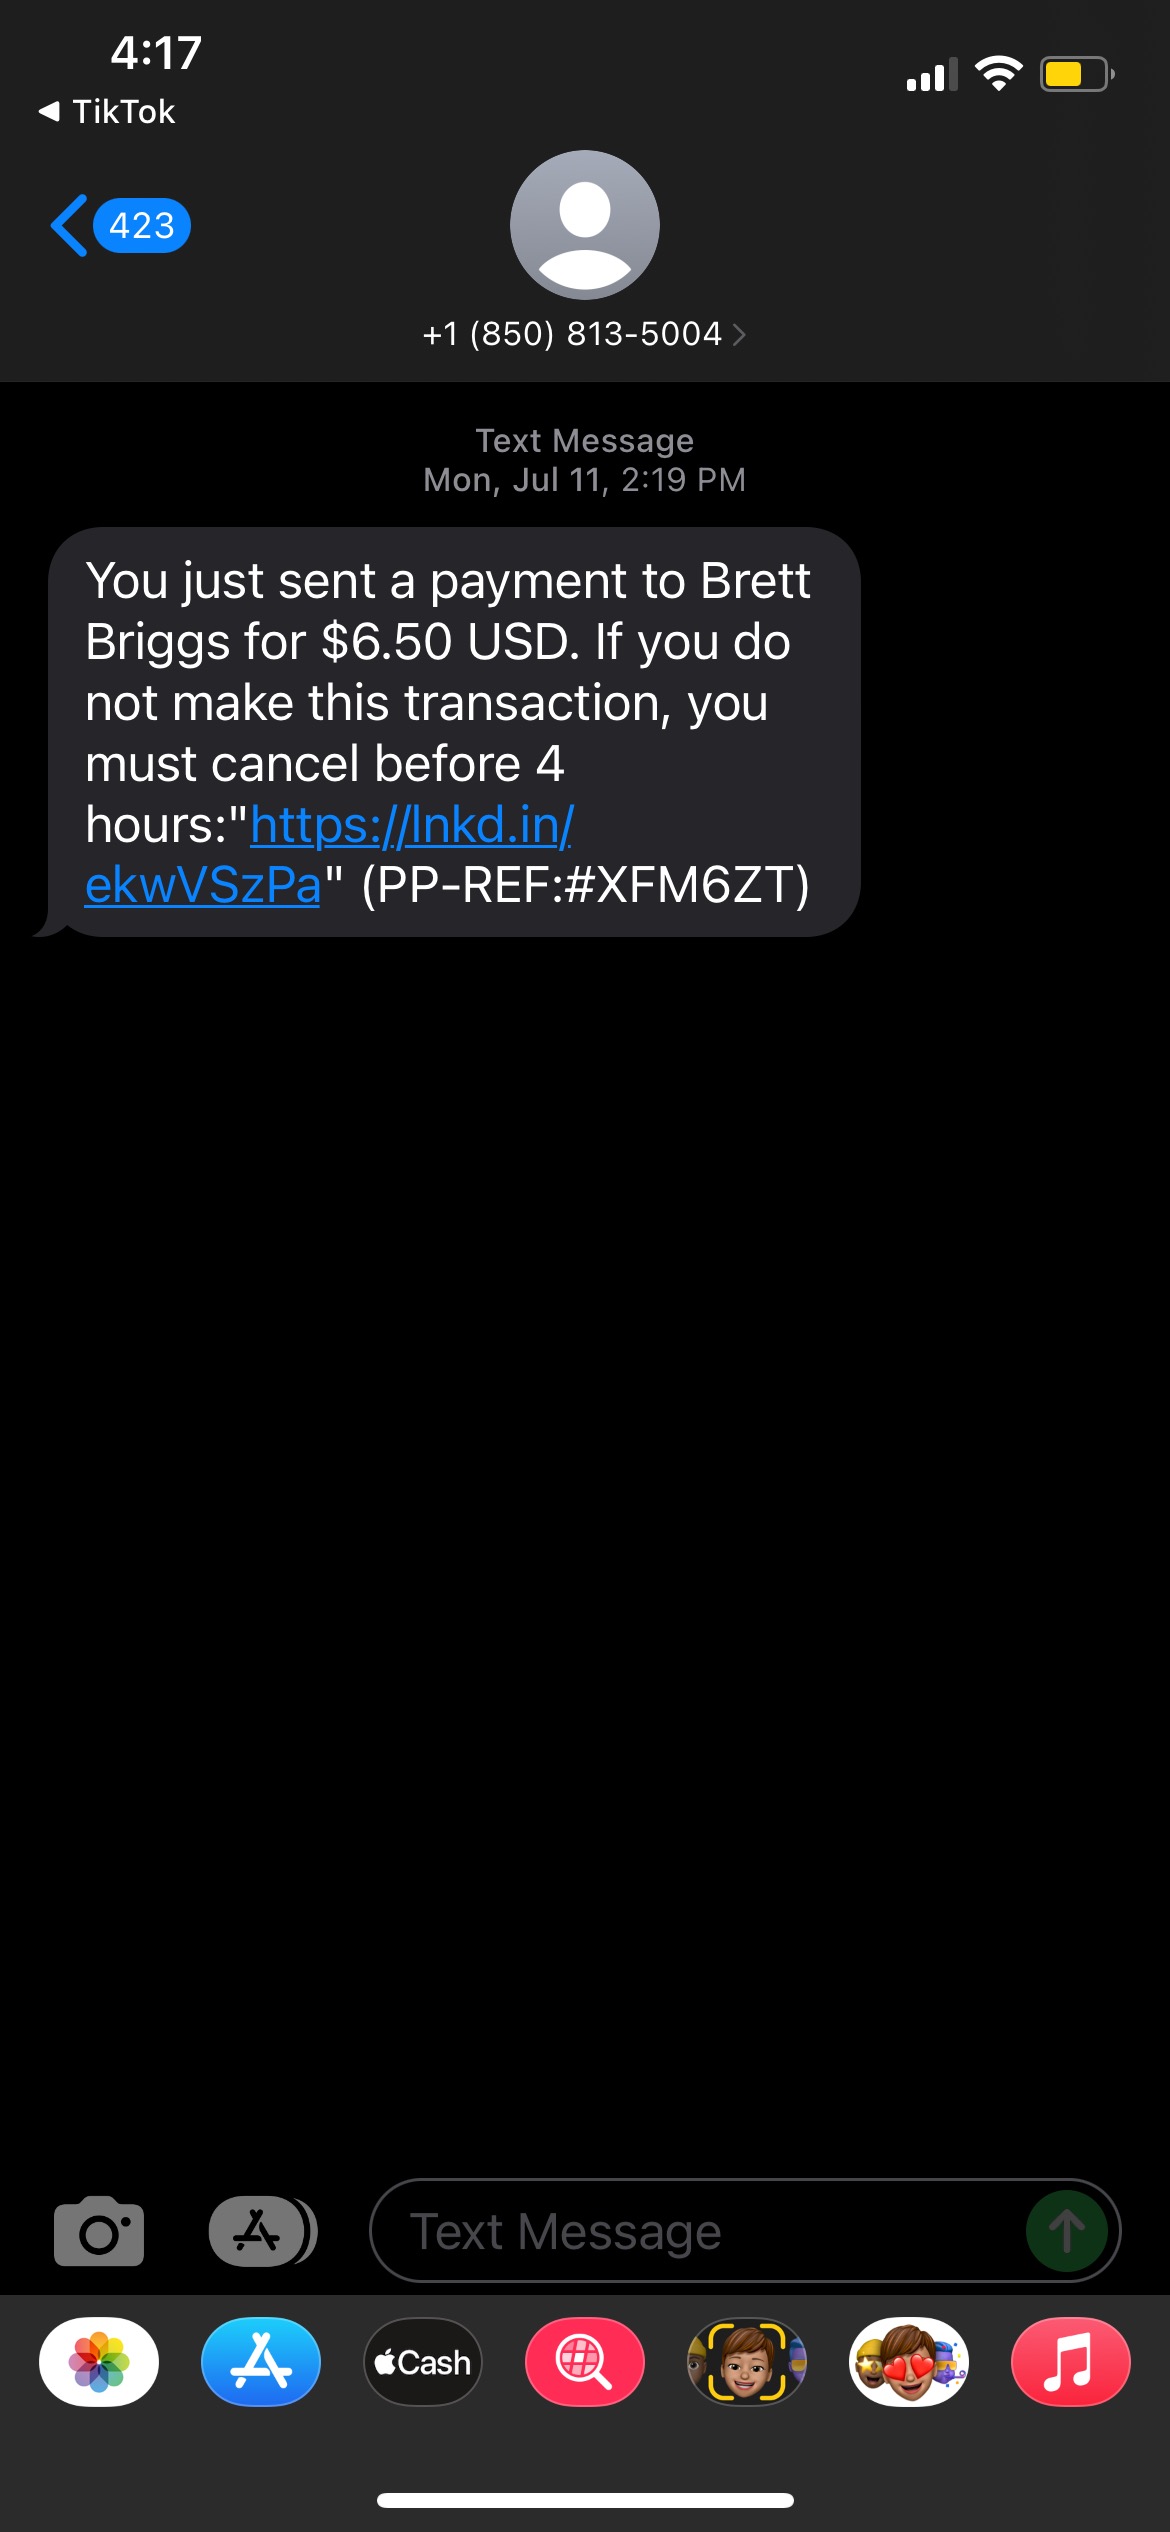 4:17
TikTok
423
+1 (850) 813-5004
Text Message
Mon, Jul 11, 2:19 PM
You just sent a payment to Brett
Briggs for $6.50 USD. If you do
not make this transaction, you
must cancel before 4
hours:"https://lnkd.in/
ekwVSzPa" (PP-REF:#XFM6ZT)
Text Message
Cash